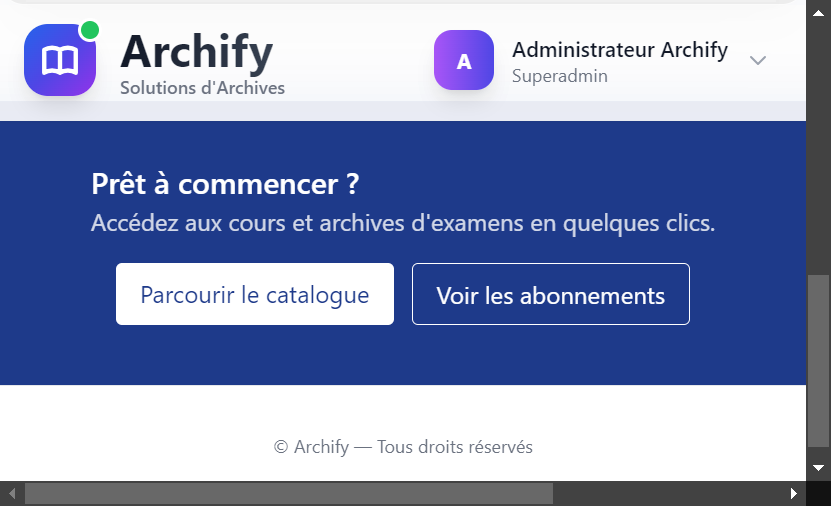 Archify
Solutions d'Archives
A
Administrateur Archify
Superadmin
Prêt à commencer ?
Accédez aux cours et archives d'examens en quelques clics.
Parcourir le catalogue
Voir les abonnements
© Archify — Tous droits réservés